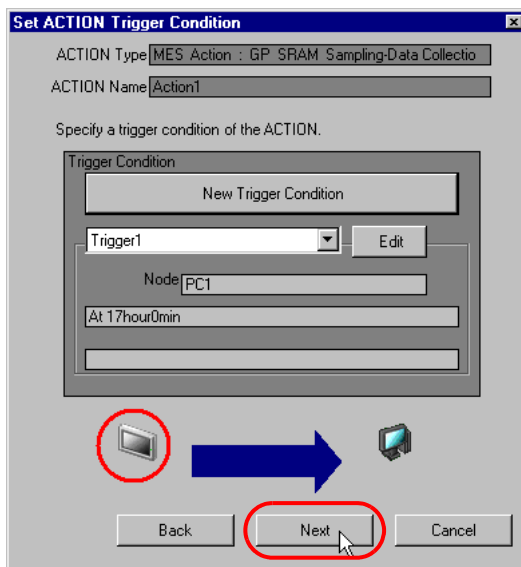 Set ACTION Trigger Condition
ACTION Type MES Action : GP SRAM Sampling-Data Collectio
ACTION Name Action1
Specify a trigger condition of the ACTION.
Trigger Condition
New Trigger Condition
Trigger1 Edit
Node PC1
At 17hour0min
Back Next Cancel